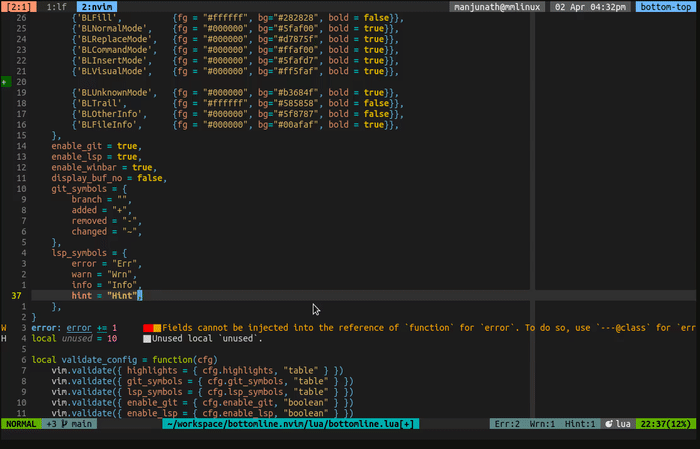 [2:1] 1:lf 2:nvim manjunath@mmlinux 02 Apr 04:32pm bottom-top
26 {'BLFill', {fg = "#ffffff", bg="#282828", bold = false}},
25 {'BLNormalMode', {fg = "#000000", bg="#5faf00", bold = true}},
24 {'BLReplaceMode', {fg = "#000000", bg="#d7875f", bold = true}},
23 {'BLCommandMode', {fg = "#000000", bg="#ffaf00", bold = true}},
22 {'BLInsertMode', {fg = "#000000", bg="#5fafd7", bold = true}},
21 {'BLVisualMode', {fg = "#000000", bg="#ff5faf", bold = true}},
+ 20
19 {'BLUnknownMode', {fg = "#000000", bg="#b3684f", bold = true}},
18 {'BLTrail', {fg = "#ffffff", bg="#585858", bold = true}},
17 {'BLOtherInfo', {fg = "#000000", bg="#5f8787", bold = true}},
16 {'BLFileInfo', {fg = "#000000", bg="#00afaf", bold = true}},
15 },
14 enable_git = true,
13 enable_lsp = true,
12 enable_winbar = true,
11 display_buf_no = false,
10 git_symbols = {
9 branch = "",
8 added = "+",
7 removed = "-",
6 changed = "~",
5 },
4 lsp_symbols = {
3 error = "Err",
2 warn = "Wrn",
1 info = "Info",
37 hint = "Hint",
1 },
2 }
W 3 error: error += 1 Fields cannot be injected into the reference of `function` for `error`. To do so, use `---@class` for `err
H 4 local unused = 10 Unused local `unused`.
5
6 local validate_config = function(cfg)
7 vim.validate({ highlights = { cfg.highlights, "table" } })
8 vim.validate({ git_symbols = { cfg.git_symbols, "table" } })
9 vim.validate({ lsp_symbols = { cfg.lsp_symbols, "table" } })
10 vim.validate({ enable_git = { cfg.enable_git, "boolean" } })
11 vim.validate({ enable_lsp = { cfg.enable_lsp, "boolean" } })
NORMAL +3 main ~/workspace/bottomline.nvim/lua/bottomline.lua[+] Err:2 Wrn:1 Hint:1 lua 22:37(12%)